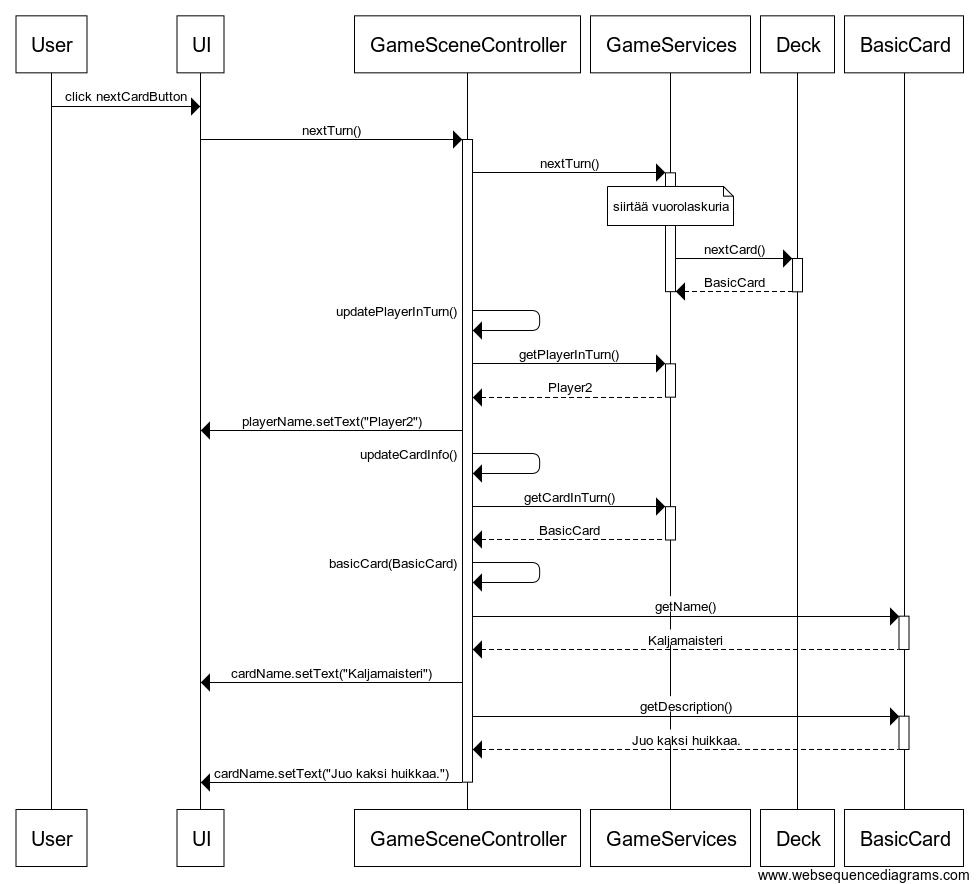 User UI GameSceneController GameServices Deck BasicCard
click nextCardButton
nextTurn()
nextTurn()
siirtää vuorolaskuria
nextCard()
BasicCard
updatePlayerInTurn()
getPlayerInTurn()
Player2
playerName.setText("Player2")
updateCardInfo()
getCardInTurn()
BasicCard
basicCard(BasicCard)
getName()
Kaljamaisteri
cardName.setText("Kaljamaisteri")
getDescription()
Juo kaksi huikkaa.
cardName.setText("Juo kaksi huikkaa.")
User UI GameSceneController GameServices Deck BasicCard
www.websequencediagrams.com